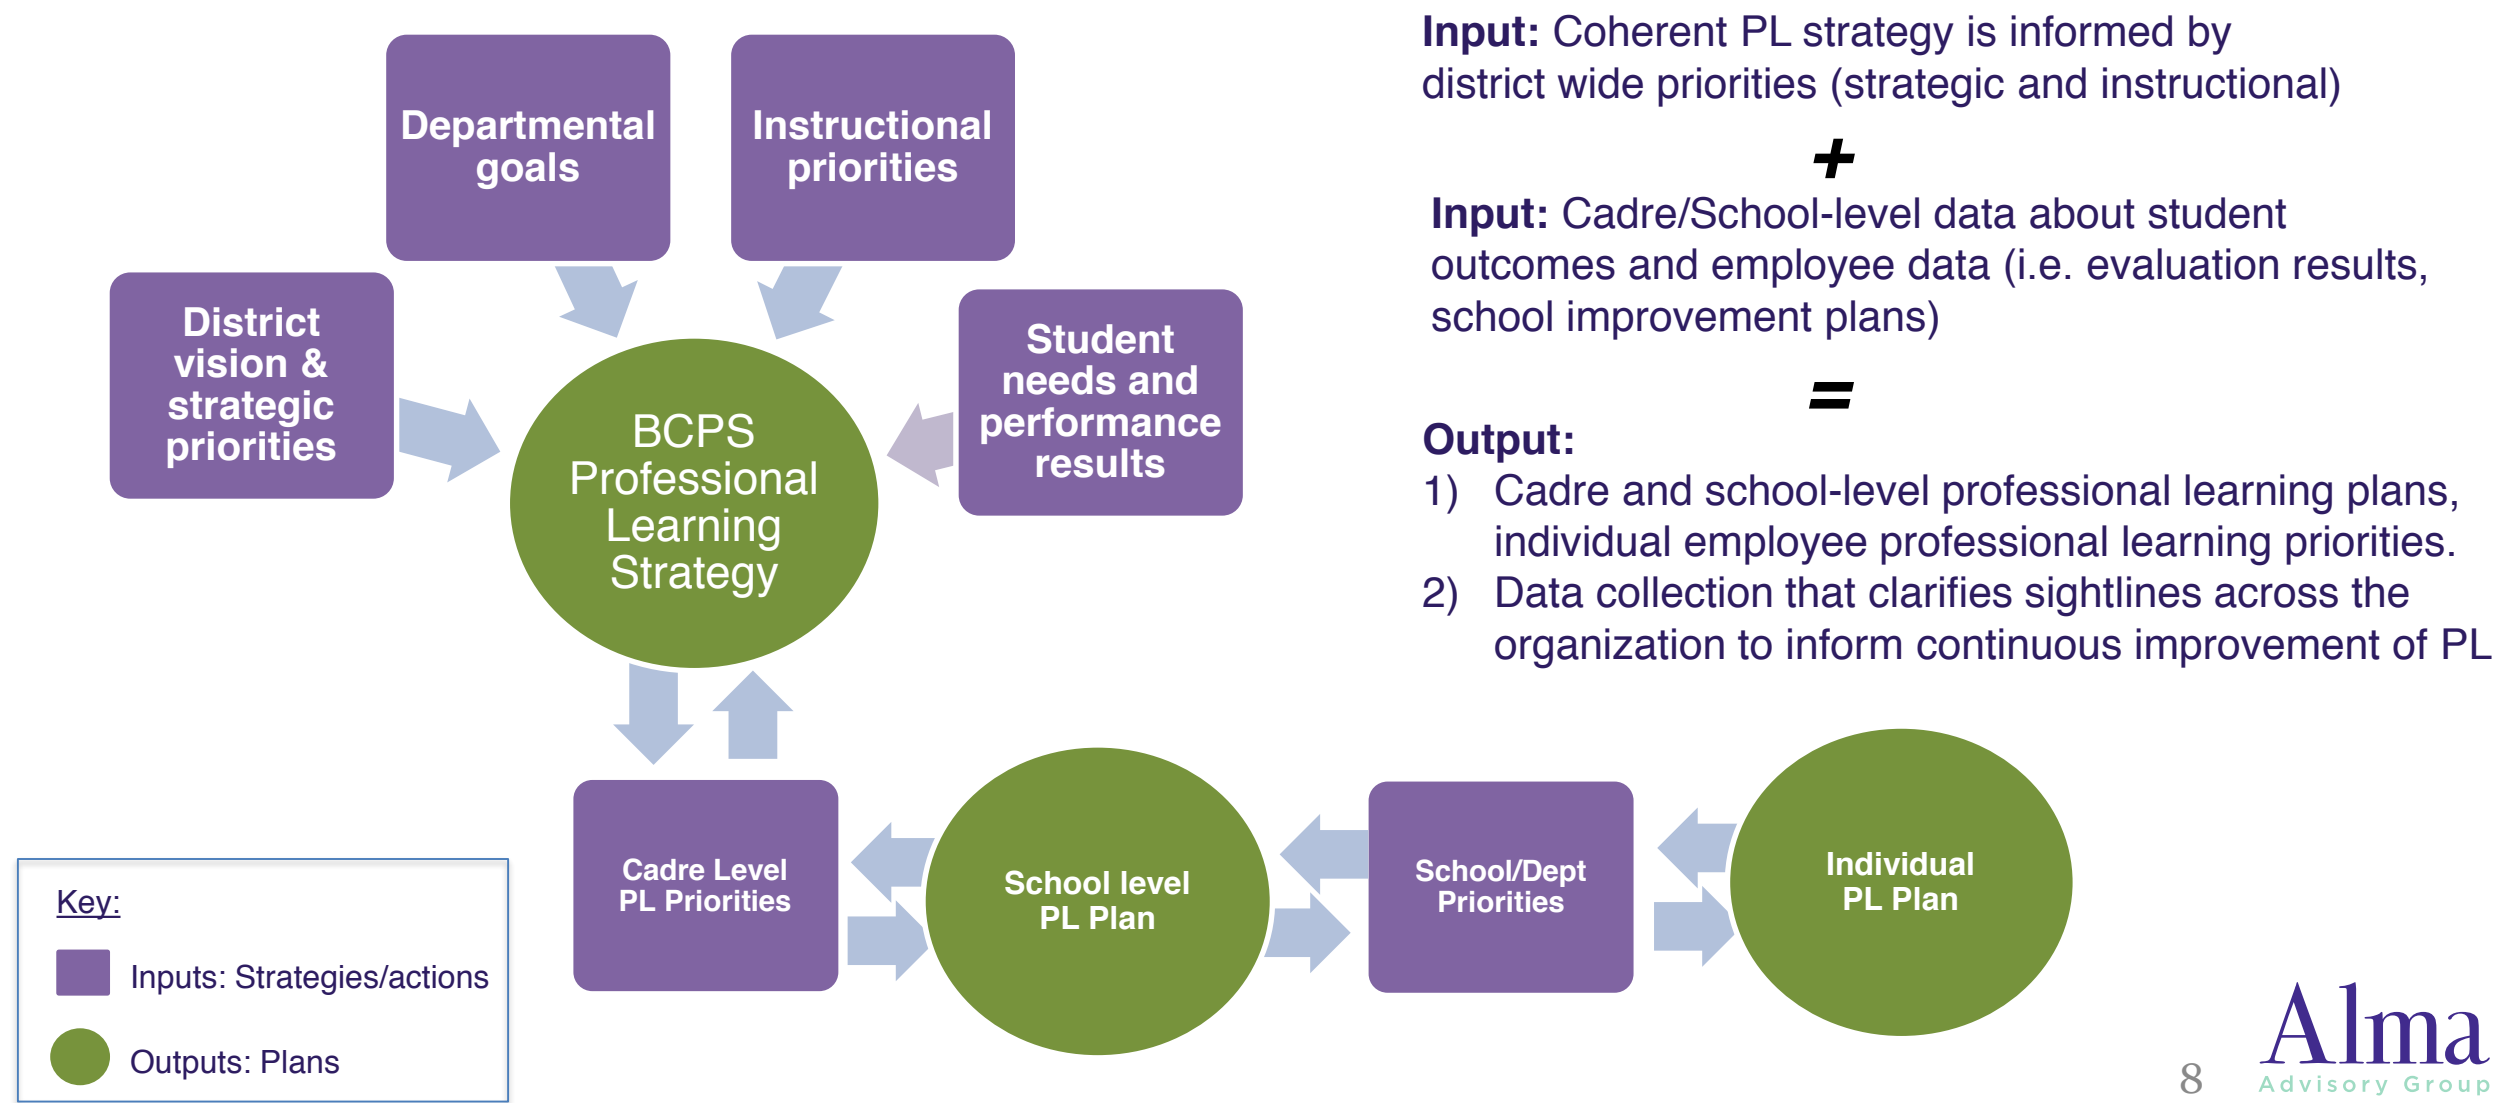 Departmental
goals
Instructional
priorities
District
vision &
strategic
priorities
Student
needs and
performance
results
BCPS
Professional
Learning
Strategy
Cadre Level
PL Priorities
School level
PL Plan
School/Dept
Priorities
Individual
PL Plan
Key:
Inputs: Strategies/actions
Outputs: Plans
Input: Coherent PL strategy is informed by
district wide priorities (strategic and instructional)
+
Input: Cadre/School-level data about student
outcomes and employee data (i.e. evaluation results,
school improvement plans)
=
Output:
1) Cadre and school-level professional learning plans,
individual employee professional learning priorities.
2) Data collection that clarifies sightlines across the
organization to inform continuous improvement of PL
8
Alma
Advisory Group